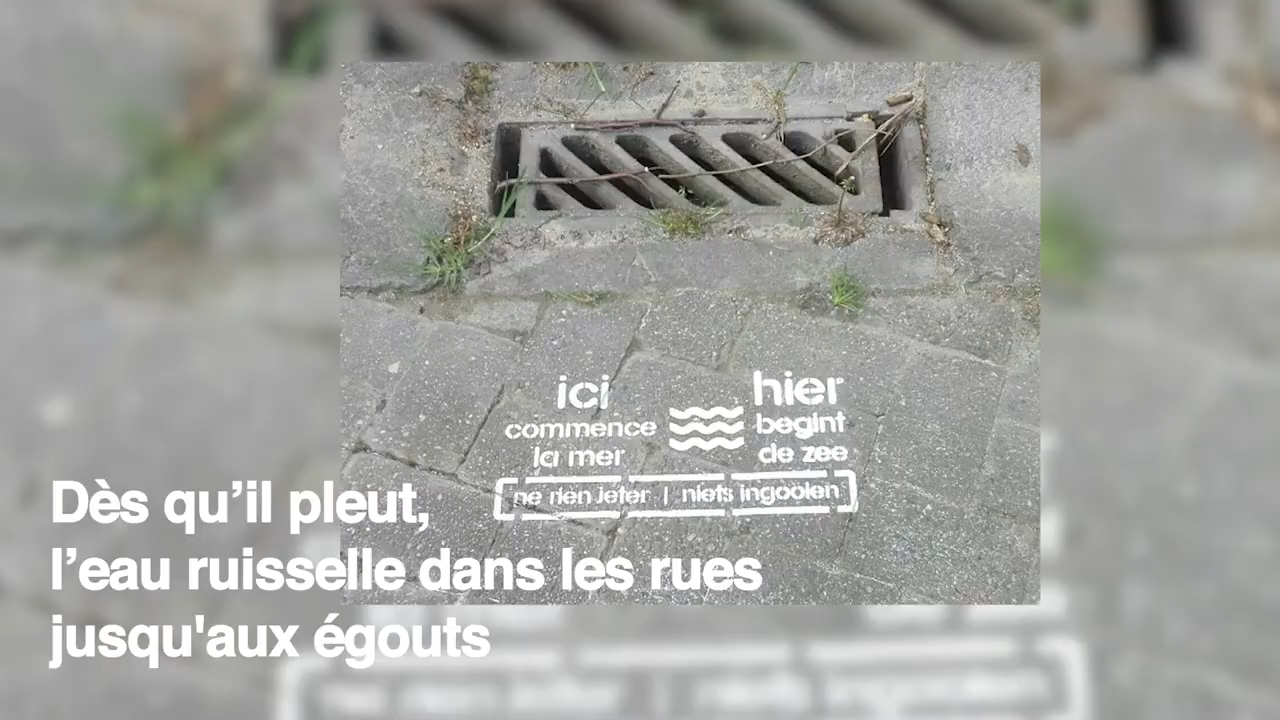 ici
commence
la mer
hier
begint
de zee
ne rien jeter | niets ingooien
Dès qu’il pleut,
l’eau ruisselle dans les rues
jusqu'aux égouts